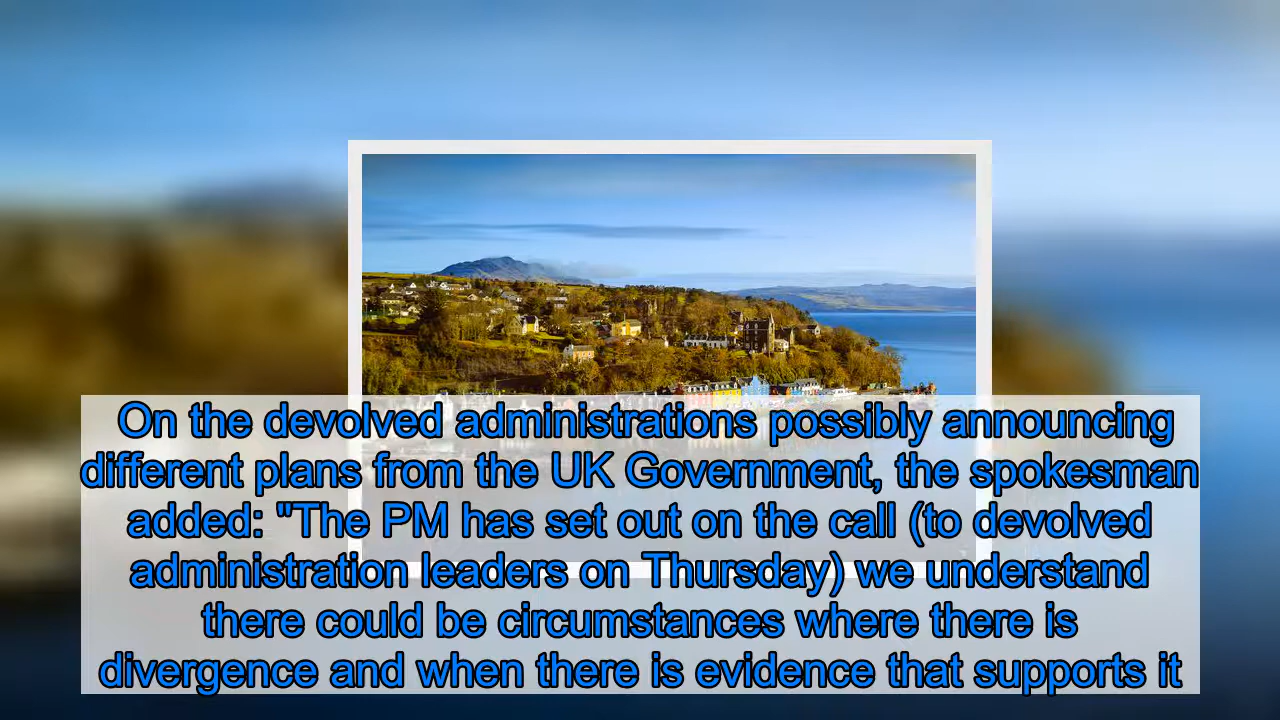 On the devolved administrations possibly announcing
different plans from the UK Government, the spokesman
added: "The PM has set out on the call (to devolved
administration leaders on Thursday) we understand
there could be circumstances where there is
divergence and when there is evidence that supports it